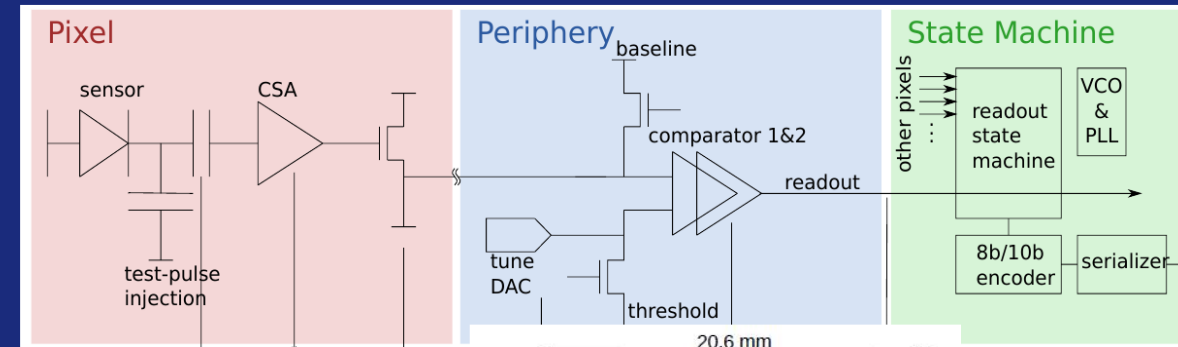 Pixel
sensor
CSA
test-pulse
injection
Periphery
baseline
comparator 1&2
readout
tune
DAC
threshold
20.6 mm
State Machine
other pixels
...
readout
state
machine
VCO
&
PLL
8b/10b
encoder
serializer